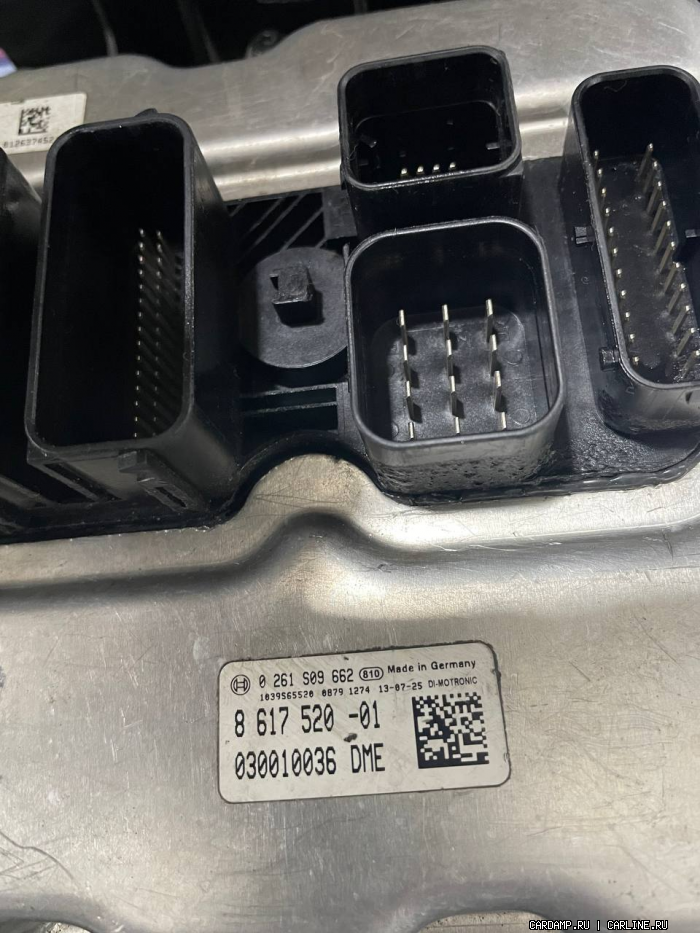 0 261 S09 662 810 Made in Germany
1039565520 0879 1274 13-07-25 DI-MOTRONIC
8 617 520 -01
030010036 DME
CARDAMP.RU | CARLINE.RU